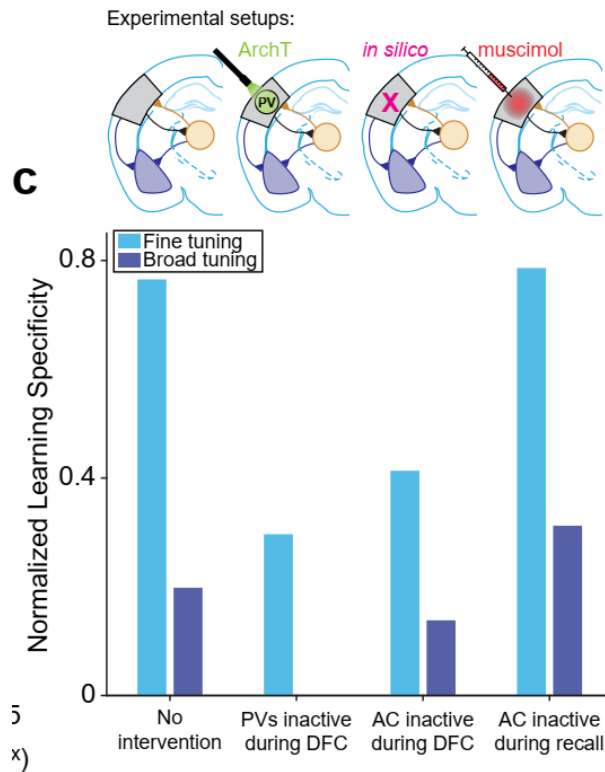 Experimental setups:
ArchT
in silico
muscimol
PV
X
c
Fine tuning
Broad tuning
0.8
0.4
0
Normalized Learning Specificity
No
intervention
PVs inactive
during DFC
AC inactive
during DFC
AC inactive
during recall
5
x)